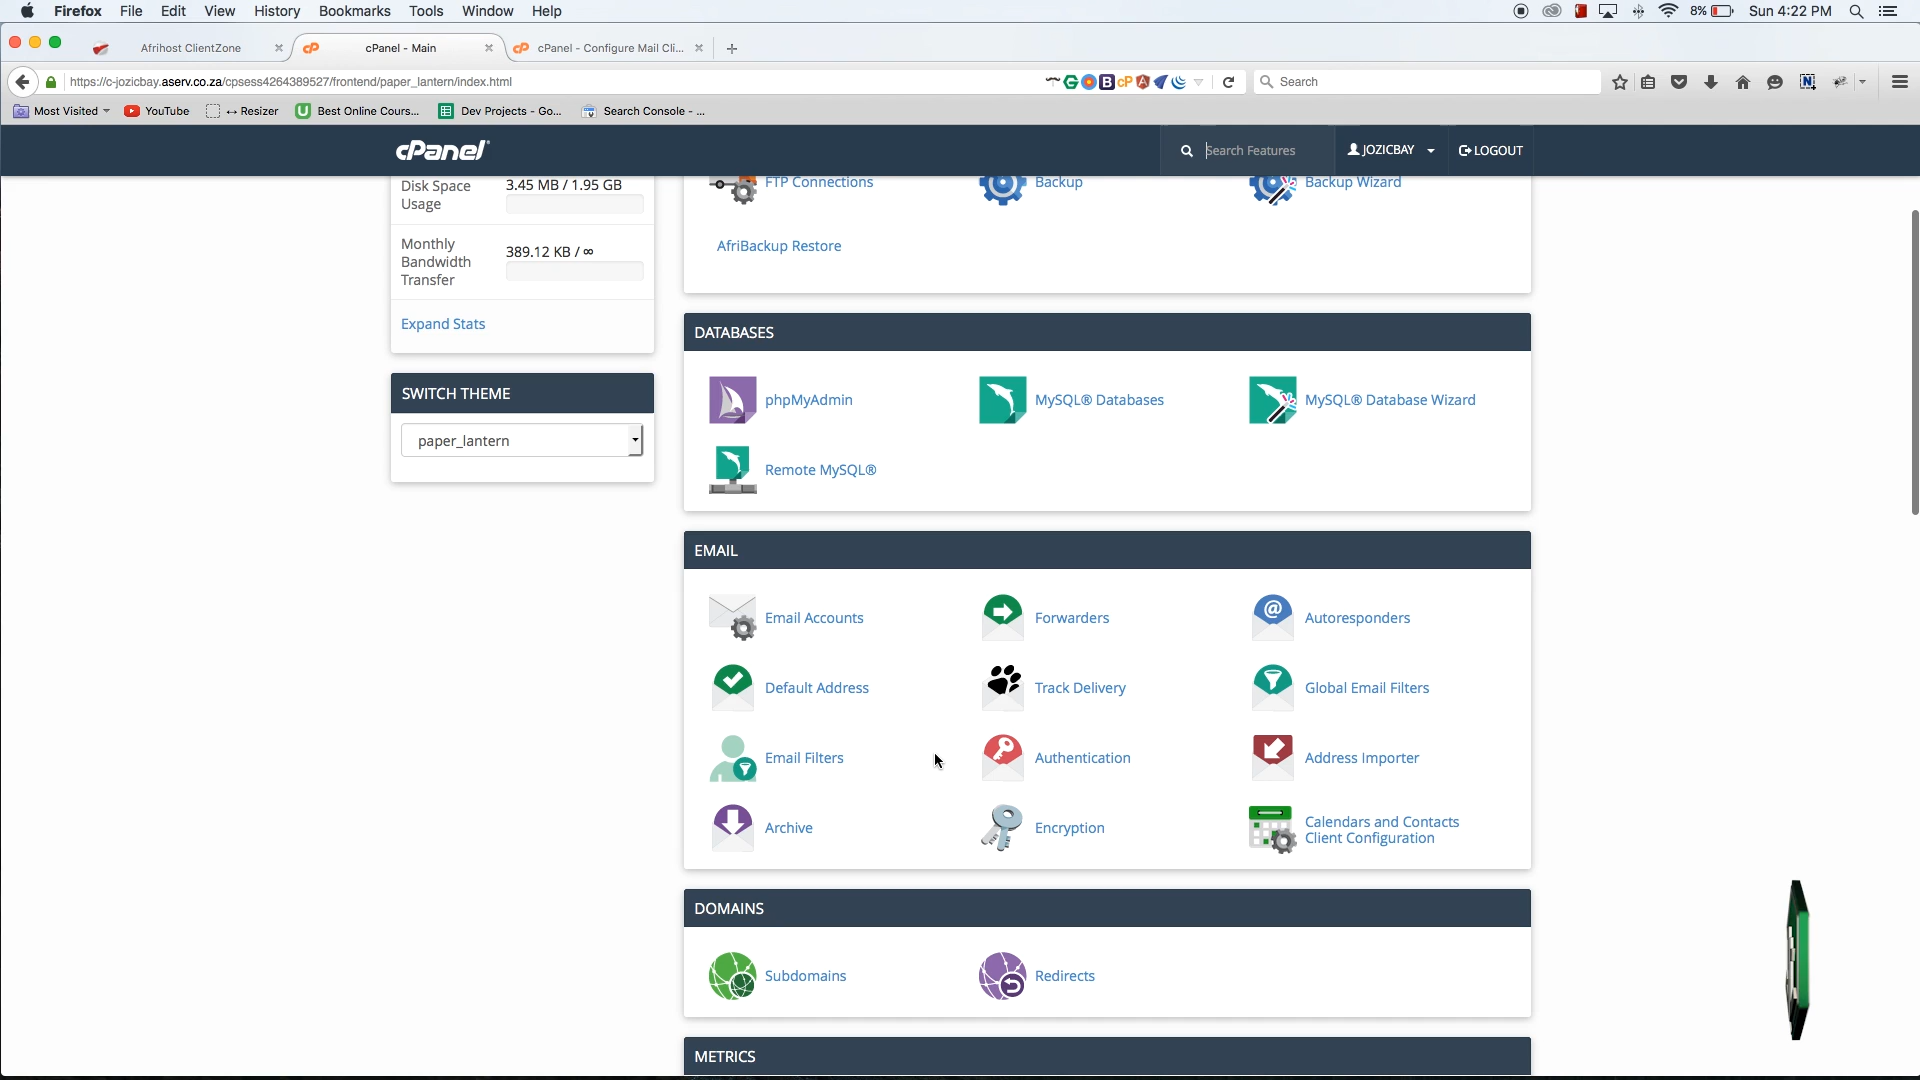 Firefox File Edit View History Bookmarks Tools Window Help 8% Sun 4:22 PM
Afrihost ClientZone cPanel - Main cPanel - Configure Mail Cli...
https://c-jozicbay.aserv.co.za/cpsess4264389527/frontend/paper_lantern/index.html Search
Most Visited YouTube Resizer Best Online Cours... Dev Projects - Go... Search Console - ...
cPanel Search Features JOZICBAY LOGOUT
Disk Space
Usage
3.45 MB / 1.95 GB
Monthly
Bandwidth
Transfer
389.12 KB / ∞
Expand Stats
SWITCH THEME
paper_lantern
FTP Connections Backup Backup Wizard
AfriBackup Restore
DATABASES
phpMyAdmin MySQL® Databases MySQL® Database Wizard
Remote MySQL®
EMAIL
Email Accounts Forwarders Autoresponders
Default Address Track Delivery Global Email Filters
Email Filters Authentication Address Importer
Archive Encryption Calendars and Contacts
Client Configuration
DOMAINS
Subdomains Redirects
METRICS